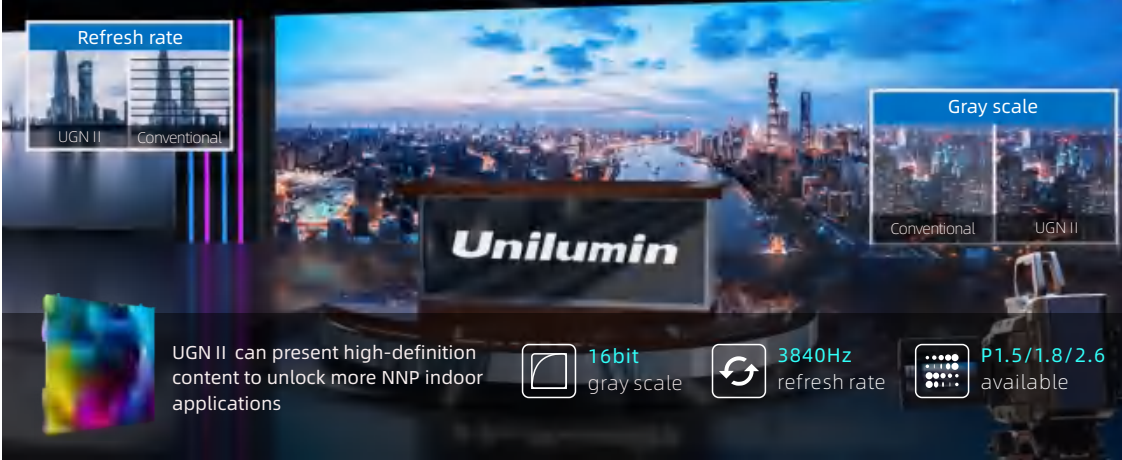 Refresh rate
UGN II
Conventional
Gray scale
Conventional
UGN II
Unilumin
UGN II can present high-definition
content to unlock more NNP indoor
applications
16bit
gray scale
3840Hz
refresh rate
P1.5/1.8/2.6
available